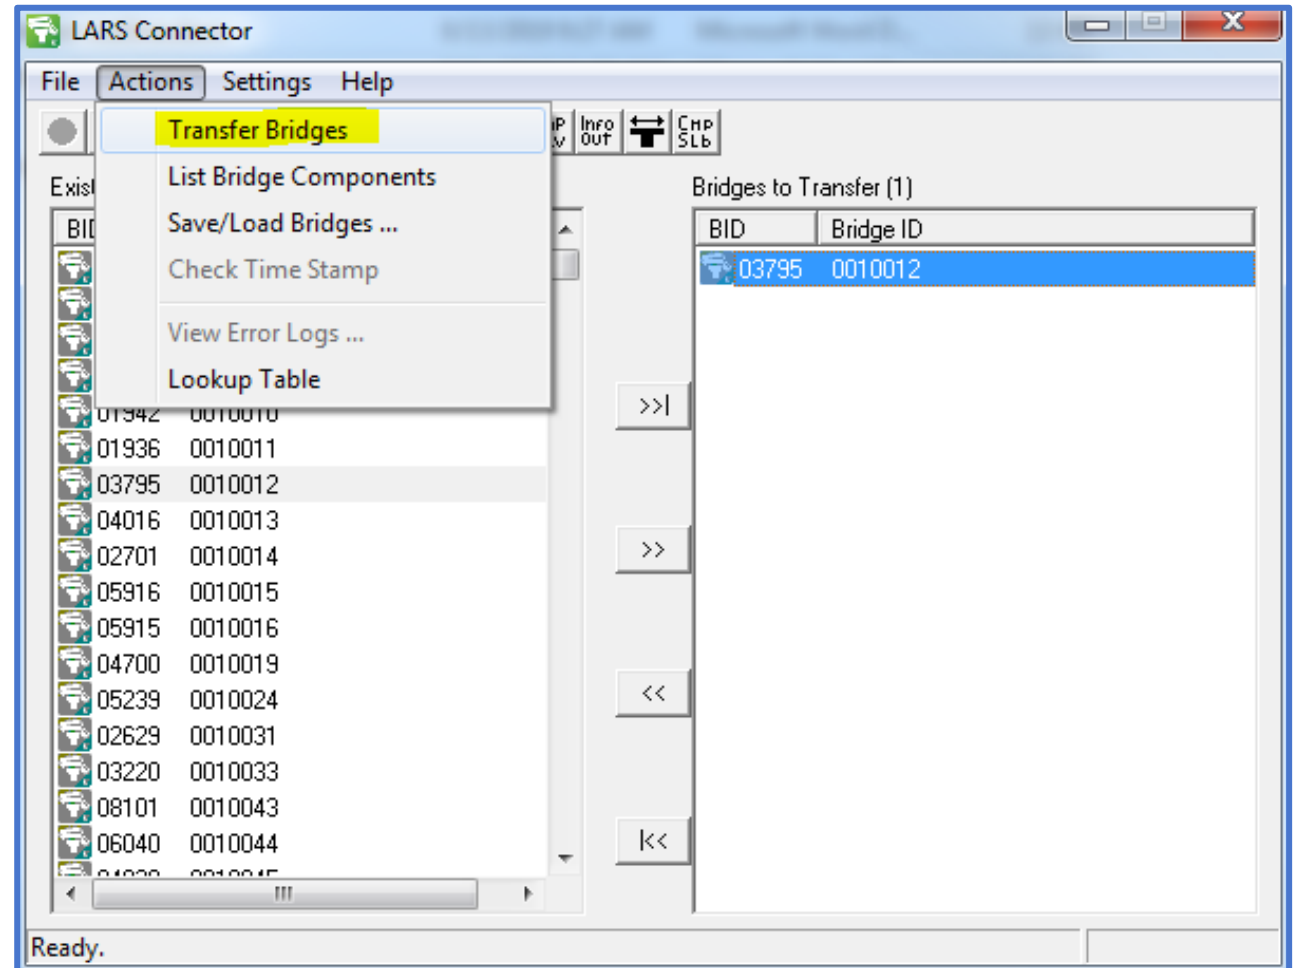 LARS Connector
File Actions Settings Help
Transfer Bridges
List Bridge Components
Save/Load Bridges ...
Check Time Stamp
View Error Logs ...
Lookup Table
Info Out
CMP SLb
Exist
Bridges to Transfer (1)
BID Bridge ID
03795 0010012
01942 0010010
01936 0010011
03795 0010012
04016 0010013
02701 0010014
05916 0010015
05915 0010016
04700 0010019
05239 0010024
02629 0010031
03220 0010033
08101 0010043
06040 0010044
>>|
>>
<<
|<<
Ready.